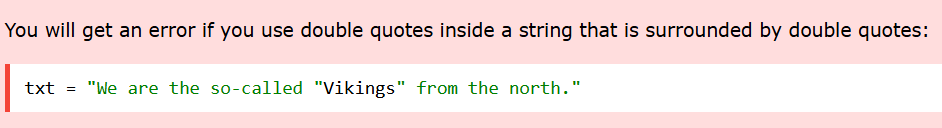 You will get an error if you use double quotes inside a string that is surrounded by double quotes:
txt = "We are the so-called "Vikings" from the north."